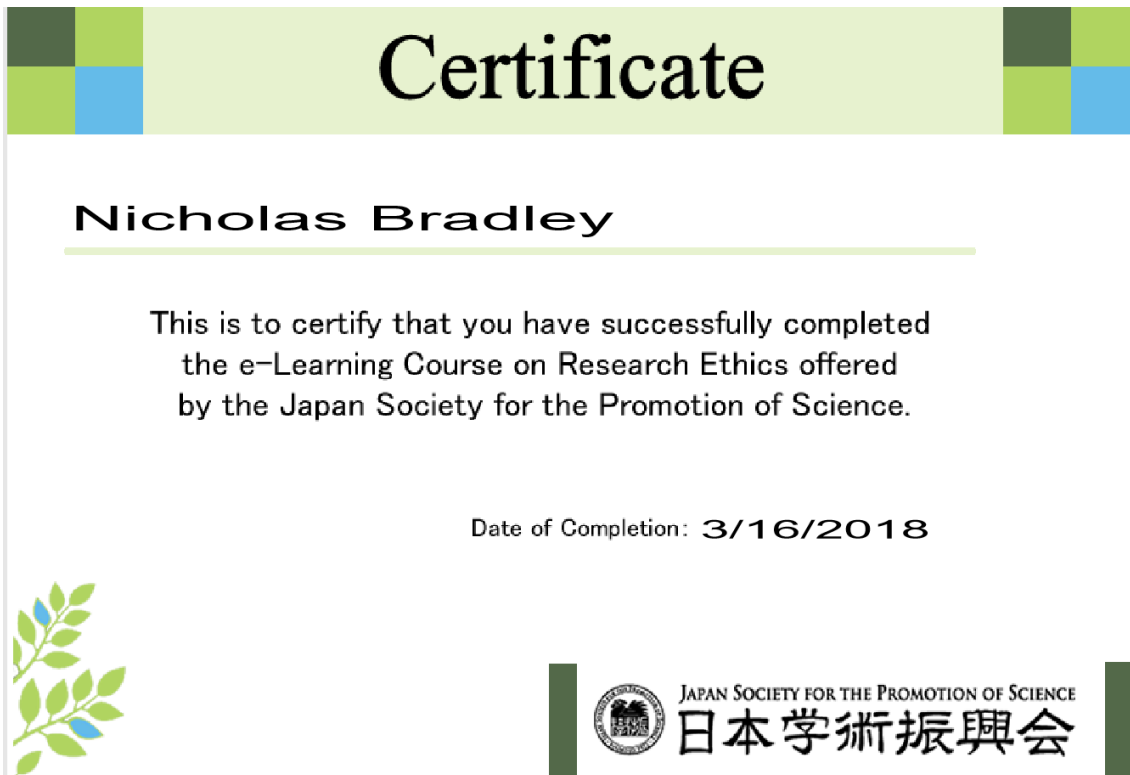 Certificate
Nicholas Bradley
This is to certify that you have successfully completed
the e-Learning Course on Research Ethics offered
by the Japan Society for the Promotion of Science.
Date of Completion: 3/16/2018
JAPAN SOCIETY FOR THE PROMOTION OF SCIENCE
日本学術振興会